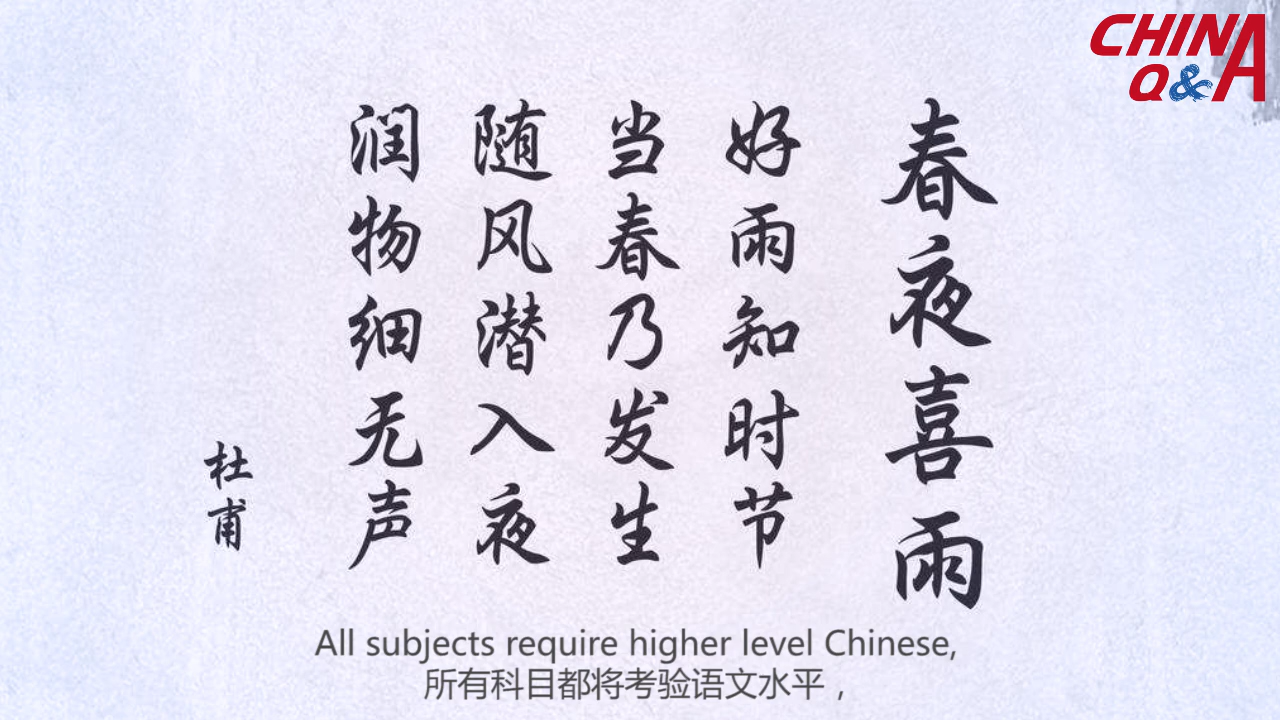 CHINA
Q&A
春夜喜雨
好雨知时节
当春乃发生
随风潜入夜
润物细无声
杜甫
All subjects require higher level Chinese,
所有科目都将考验语文水平，